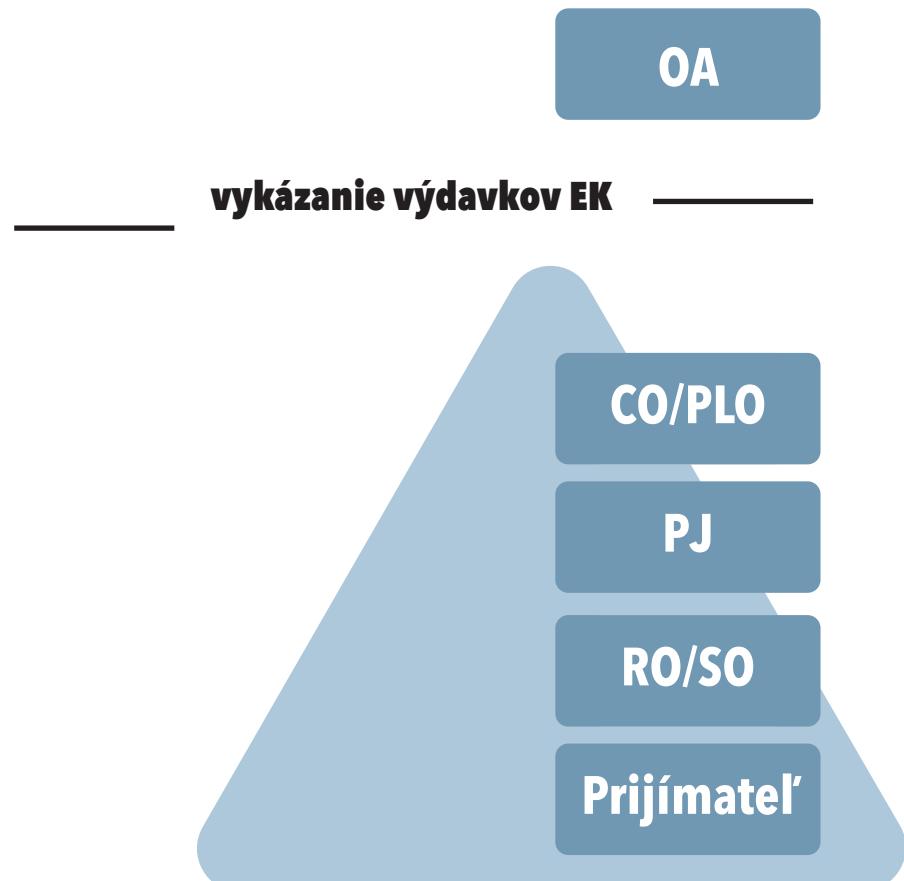 OA
vykázanie výdavkov EK
CO/PLO
PJ
RO/SO
Prijímateľ